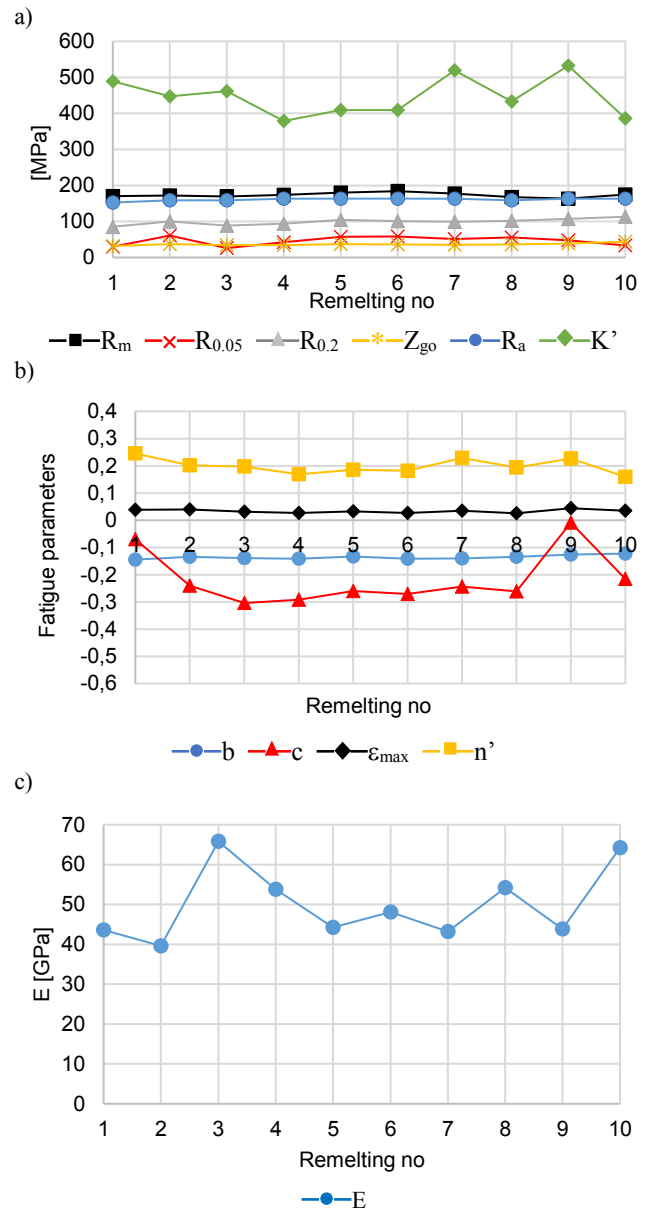 a)
600
500
400
300
200
100
0
[MPa]
1 2 3 4 5 6 7 8 9 10
Remelting no
Rm R0.05 R0.2 Zgo Ra K’
b)
0,4
0,3
0,2
0,1
0
-0,1
-0,2
-0,3
-0,4
-0,5
-0,6
Fatigue parameters
1 2 3 4 5 6 7 8 9 10
Remelting no
b c εmax n’
c)
70
60
50
40
30
20
10
0
E [GPa]
1 2 3 4 5 6 7 8 9 10
Remelting no
E